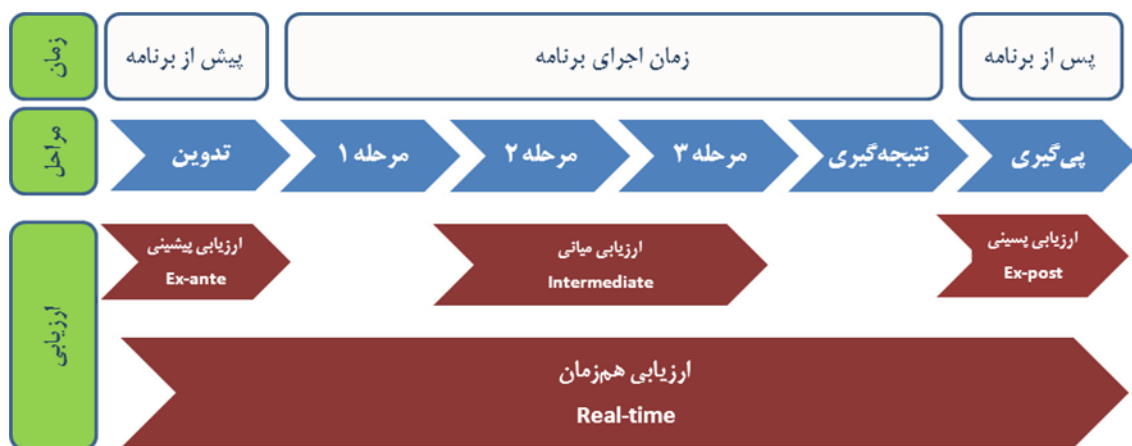 زمان
پیش از برنامه
زمان اجرای برنامه
پس از برنامه
مراحل
تدوین
مرحله ۱
مرحله ۲
مرحله ۳
نتیجه‌گیری
پی‌گیری
ارزیابی
ارزیابی پیشینی
Ex-ante
ارزیابی میانی
Intermediate
ارزیابی پسینی
Ex-post
ارزیابی هم‌زمان
Real-time